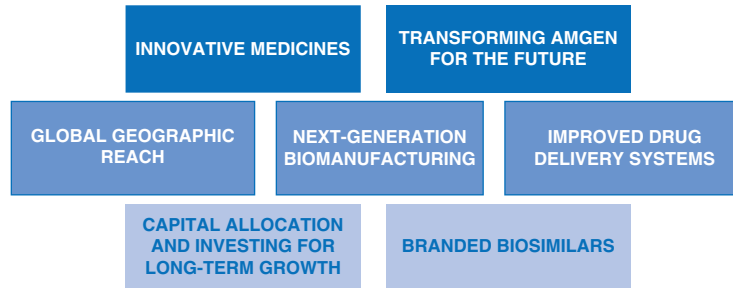 INNOVATIVE MEDICINES
TRANSFORMING AMGEN
FOR THE FUTURE
GLOBAL GEOGRAPHIC
REACH
NEXT-GENERATION
BIOMANUFACTURING
IMPROVED DRUG
DELIVERY SYSTEMS
CAPITAL ALLOCATION
AND INVESTING FOR
LONG-TERM GROWTH
BRANDED BIOSIMILARS